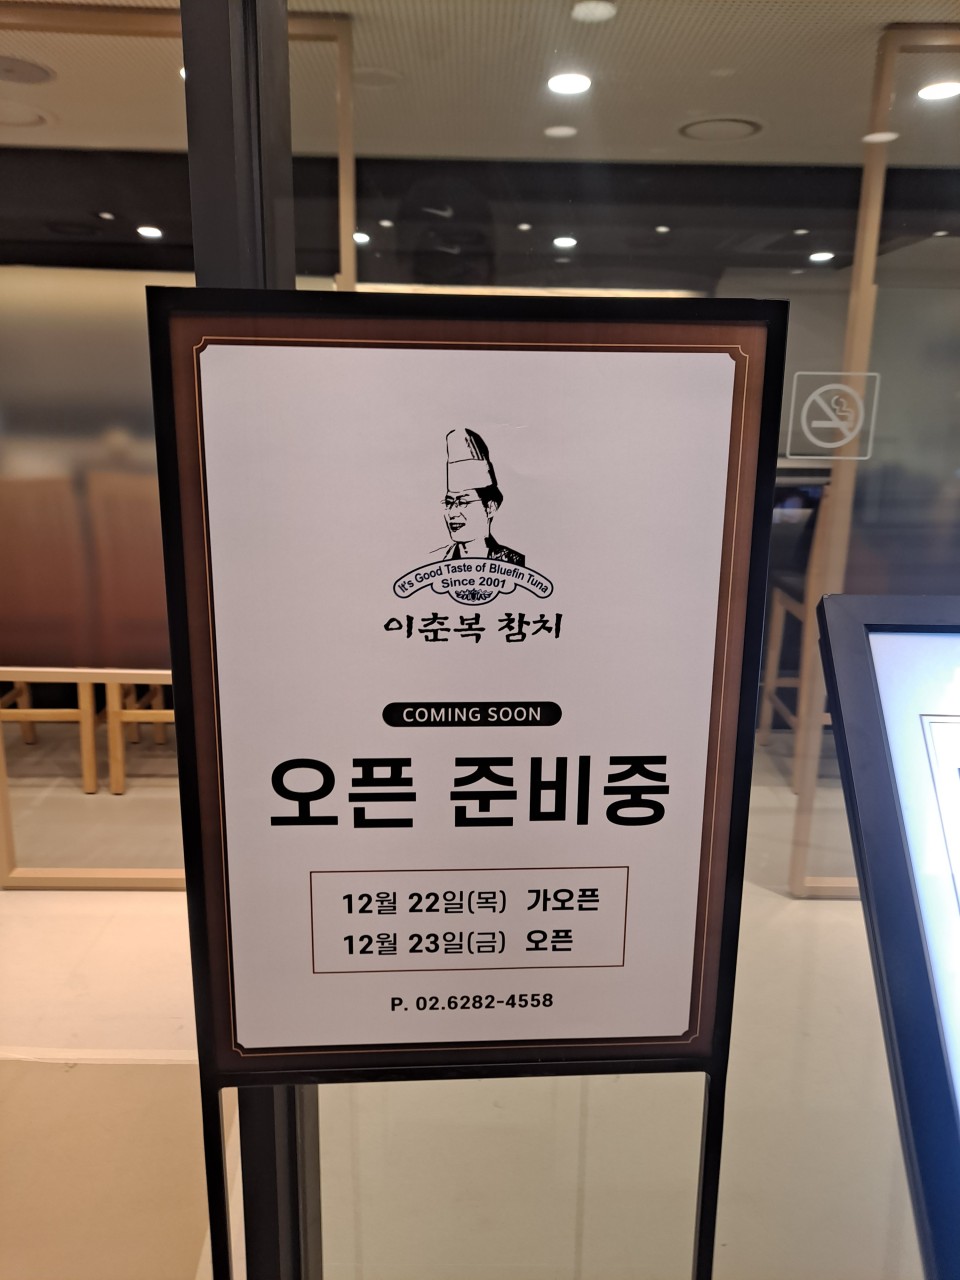 It's Good Taste of Bluefin Tuna
Since 2001
이춘복 참치
COMING SOON
오픈 준비중
12월 22일(목) 가오픈
12월 23일(금) 오픈
P. 02.6282-4558